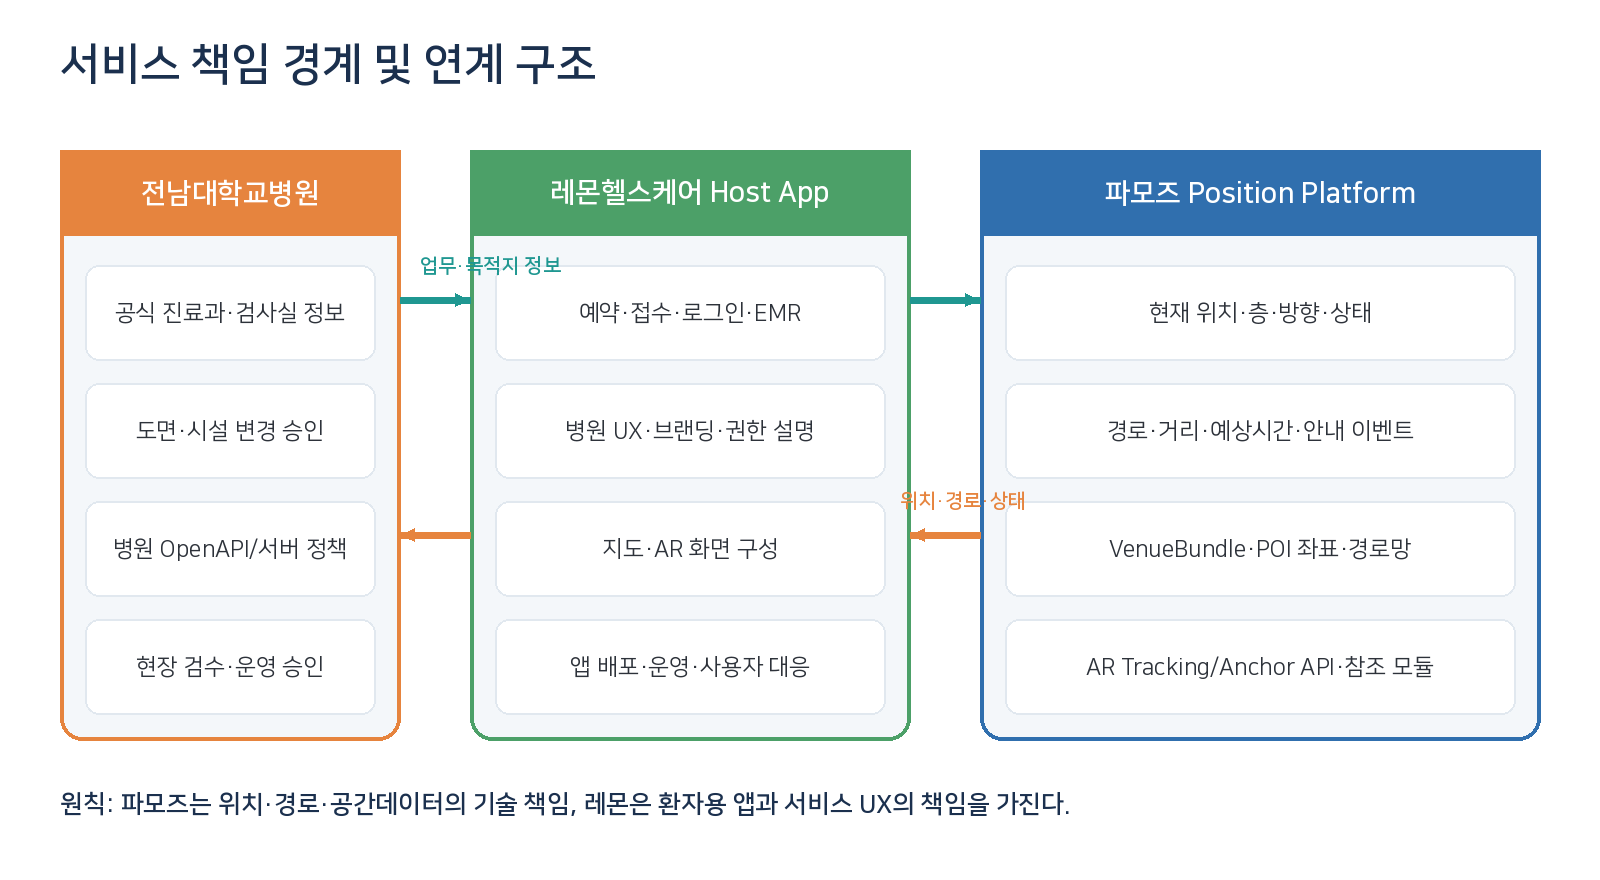 서비스 책임 경계 및 연계 구조
전남대학교병원
공식 진료과·검사실 정보
도면·시설 변경 승인
병원 OpenAPI/서버 정책
현장 검수·운영 승인
업무·목적지 정보
레몬헬스케어 Host App
예약·접수·로그인·EMR
병원 UX·브랜딩·권한 설명
지도·AR 화면 구성
앱 배포·운영·사용자 대응
위치·경로·상태
파모즈 Position Platform
현재 위치·층·방향·상태
경로·거리·예상시간·안내 이벤트
VenueBundle·POI 좌표·경로망
AR Tracking/Anchor API·참조 모듈
원칙: 파모즈는 위치·경로·공간데이터의 기술 책임, 레몬은 환자용 앱과 서비스 UX의 책임을 가진다.